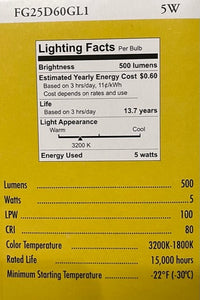 FG25D60GL1 5W
Lighting Facts Per Bulb
Brightness 500 lumens
Estimated Yearly Energy Cost $0.60
Based on 3 hrs/day, 11¢/kWh
Cost depends on rates and use
Life
Based on 3 hrs/day 13.7 years
Light Appearance
Warm Cool
3200 K
Energy Used 5 watts
Lumens 500
Watts 5
LPW 100
CRI 80
Color Temperature 3200K-1800K
Rated Life 15,000 hours
Minimum Starting Temperature -22°F (-30°C)